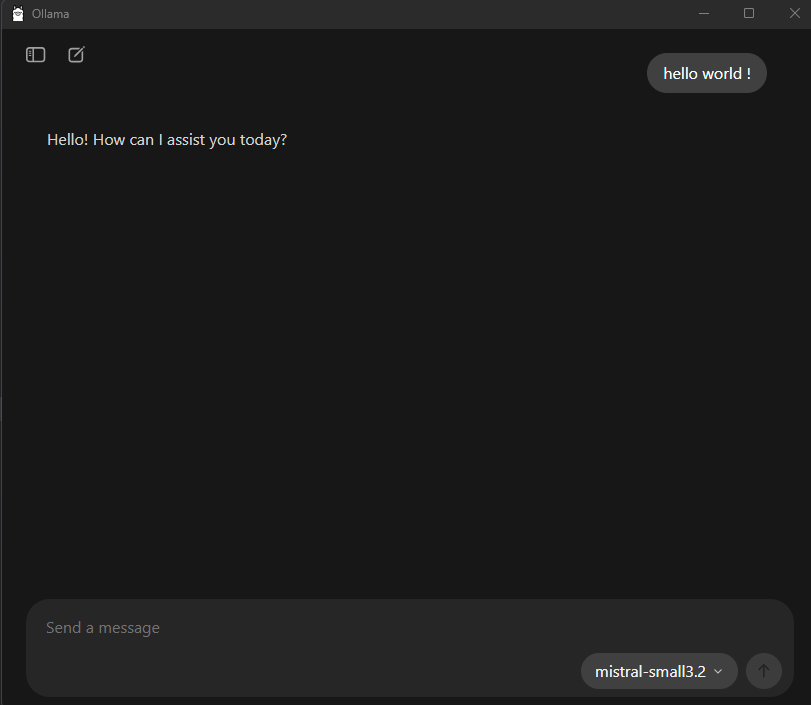 Ollama
hello world !
Hello! How can I assist you today?
Send a message
mistral-small3.2